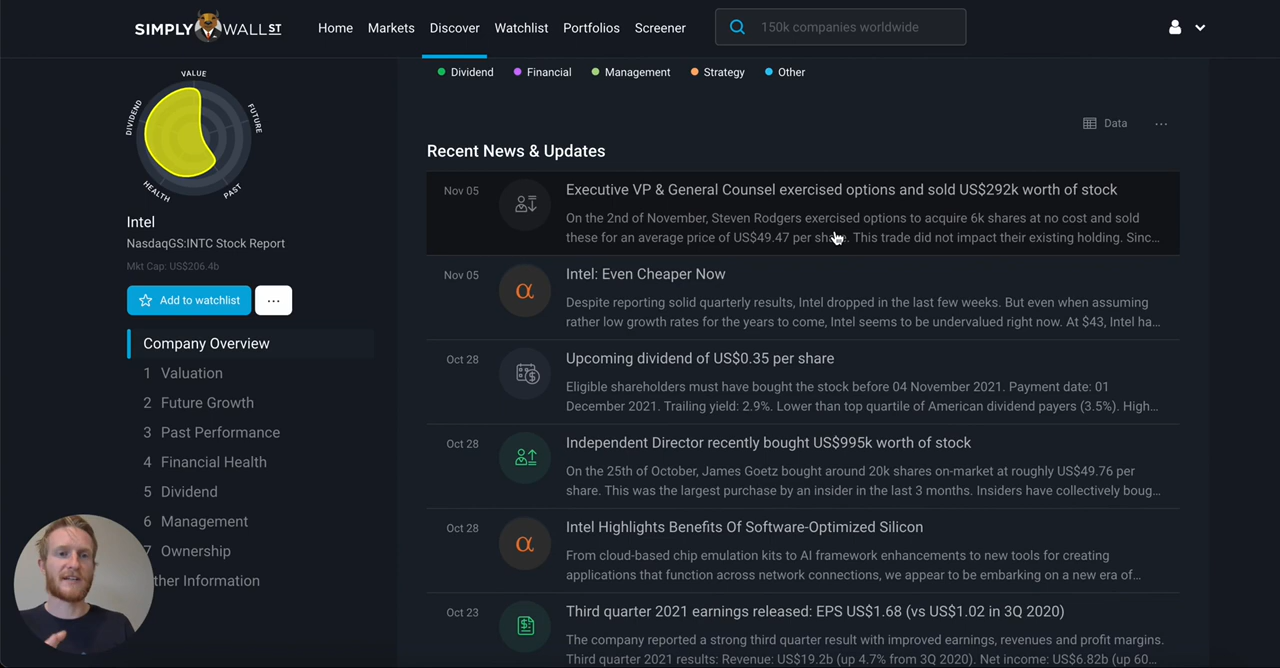 SIMPLY WALL ST
Home Markets Discover Watchlist Portfolios Screener
150k companies worldwide
Dividend Financial Management Strategy Other
VALUE
FUTURE
PAST
HEALTH
DIVIDEND
Intel
NasdaqGS:INTC Stock Report
Mkt Cap: US$206.4b
Add to watchlist
...
Company Overview
1 Valuation
2 Future Growth
3 Past Performance
4 Financial Health
5 Dividend
6 Management
7 Ownership
ther Information
Data
...
Recent News & Updates
Nov 05
Executive VP & General Counsel exercised options and sold US$292k worth of stock
On the 2nd of November, Steven Rodgers exercised options to acquire 6k shares at no cost and sold
these for an average price of US$49.47 per share. This trade did not impact their existing holding. Sinc...
Nov 05
Intel: Even Cheaper Now
α
Despite reporting solid quarterly results, Intel dropped in the last few weeks. But even when assuming
rather low growth rates for the years to come, Intel seems to be undervalued right now. At $43, Intel ha...
Oct 28
Upcoming dividend of US$0.35 per share
Eligible shareholders must have bought the stock before 04 November 2021. Payment date: 01
December 2021. Trailing yield: 2.9%. Lower than top quartile of American dividend payers (3.5%). High...
Oct 28
Independent Director recently bought US$995k worth of stock
On the 25th of October, James Goetz bought around 20k shares on-market at roughly US$49.76 per
share. This was the largest purchase by an insider in the last 3 months. Insiders have collectively boug...
Oct 28
Intel Highlights Benefits Of Software-Optimized Silicon
α
From cloud-based chip emulation kits to AI framework enhancements to new tools for creating
applications that function across network connections, we appear to be embarking on a new era of...
Oct 23
Third quarter 2021 earnings released: EPS US$1.68 (vs US$1.02 in 3Q 2020)
The company reported a strong third quarter result with improved earnings, revenues and profit margins.
Third quarter 2021 results: Revenue: US$19.2b (up 4.7% from 3Q 2020). Net income: US$6.82b (up 60...